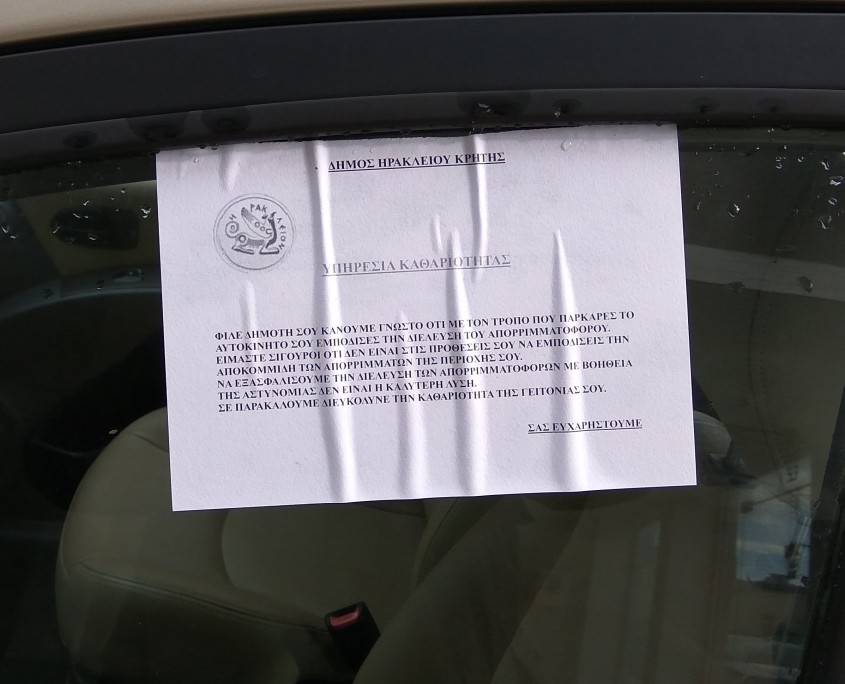 ΔΗΜΟΣ ΗΡΑΚΛΕΙΟΥ ΚΡΗΤΗΣ
ΗΡΑΚΛΕΙΟΝ
ΥΠΗΡΕΣΙΑ ΚΑΘΑΡΙΟΤΗΤΑΣ
ΦΙΛΕ ΔΗΜΟΤΗ ΣΟΥ ΚΑΝΟΥΜΕ ΓΝΩΣΤΟ ΟΤΙ ΜΕ ΤΟΝ ΤΡΟΠΟ ΠΟΥ ΠΑΡΚΑΡΕΣ ΤΟ
ΑΥΤΟΚΙΝΗΤΟ ΣΟΥ ΕΜΠΟΔΙΣΕΣ ΤΗΝ ΔΙΕΛΕΥΣΗ ΤΟΥ ΑΠΟΡΡΙΜΜΑΤΟΦΟΡΟΥ.
ΕΙΜΑΣΤΕ ΣΙΓΟΥΡΟΙ ΟΤΙ ΔΕΝ ΕΙΝΑΙ ΣΤΙΣ ΠΡΟΘΕΣΕΙΣ ΣΟΥ ΝΑ ΕΜΠΟΔΙΣΕΙΣ ΤΗΝ
ΑΠΟΚΟΜΙΔΗ ΤΩΝ ΑΠΟΡΡΙΜΜΑΤΩΝ ΤΗΣ ΠΕΡΙΟΧΗΣ ΣΟΥ.
ΝΑ ΕΞΑΣΦΑΛΙΣΟΥΜΕ ΤΗΝ ΔΙΕΛΕΥΣΗ ΤΩΝ ΑΠΟΡΡΙΜΜΑΤΟΦΟΡΩΝ ΜΕ ΒΟΗΘΕΙΑ
ΤΗΣ ΑΣΤΥΝΟΜΙΑΣ ΔΕΝ ΕΙΝΑΙ Η ΚΑΛΥΤΕΡΗ ΛΥΣΗ.
ΣΕ ΠΑΡΑΚΑΛΟΥΜΕ ΔΙΕΥΚΟΛΥΝΕ ΤΗΝ ΚΑΘΑΡΙΟΤΗΤΑ ΤΗΣ ΓΕΙΤΟΝΙΑΣ ΣΟΥ.
ΣΑΣ ΕΥΧΑΡΗΣΤΟΥΜΕ